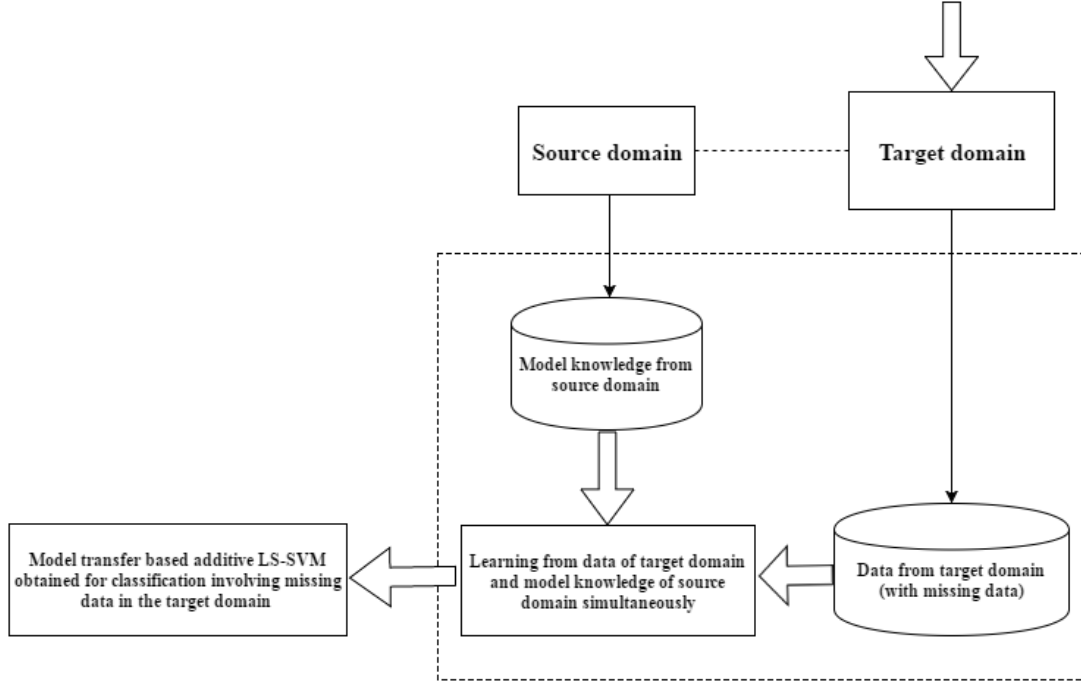 Source domain
Target domain
Model knowledge from
source domain
Model transfer based additive LS-SVM
obtained for classification involving missing
data in the target domain
Learning from data of target domain
and model knowledge of source
domain simultaneously
Data from target domain
(with missing data)